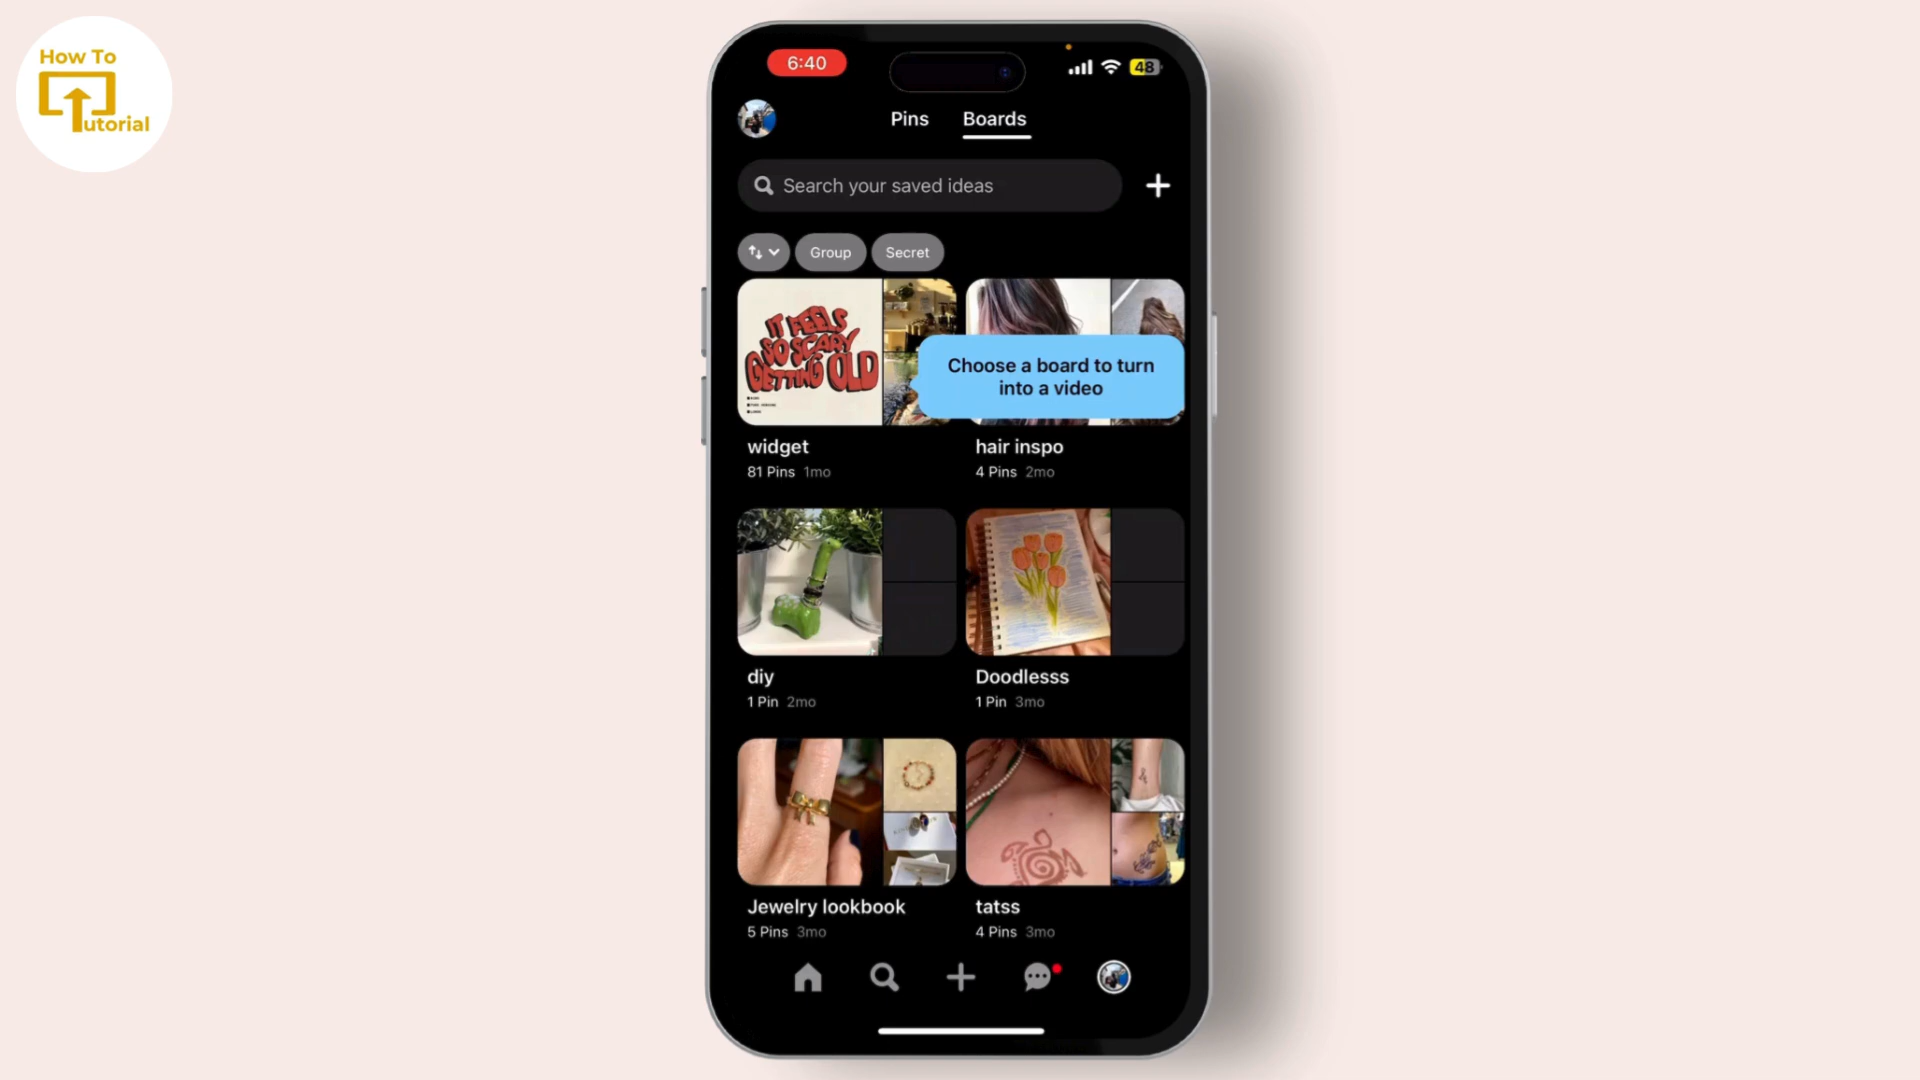 How To
Tutorial
6:40
48
Pins Boards
Search your saved ideas
Group Secret
IT FEELS
SO SCARY
GETTING OLD
Choose a board to turn
into a video
widget
81 Pins 1mo
hair inspo
4 Pins 2mo
diy
1 Pin 2mo
Doodlesss
1 Pin 3mo
Jewelry lookbook
5 Pins 3mo
tatss
4 Pins 3mo